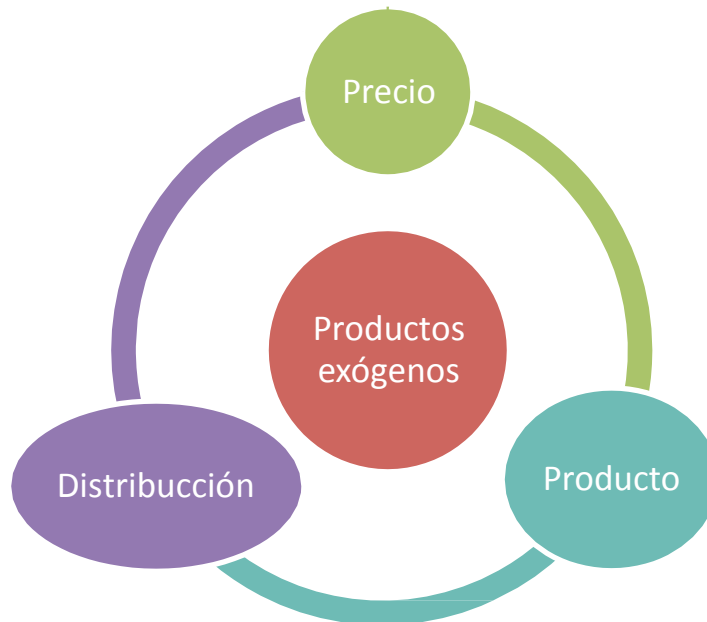 Precio
Productos
exógenos
Distribucción
Producto